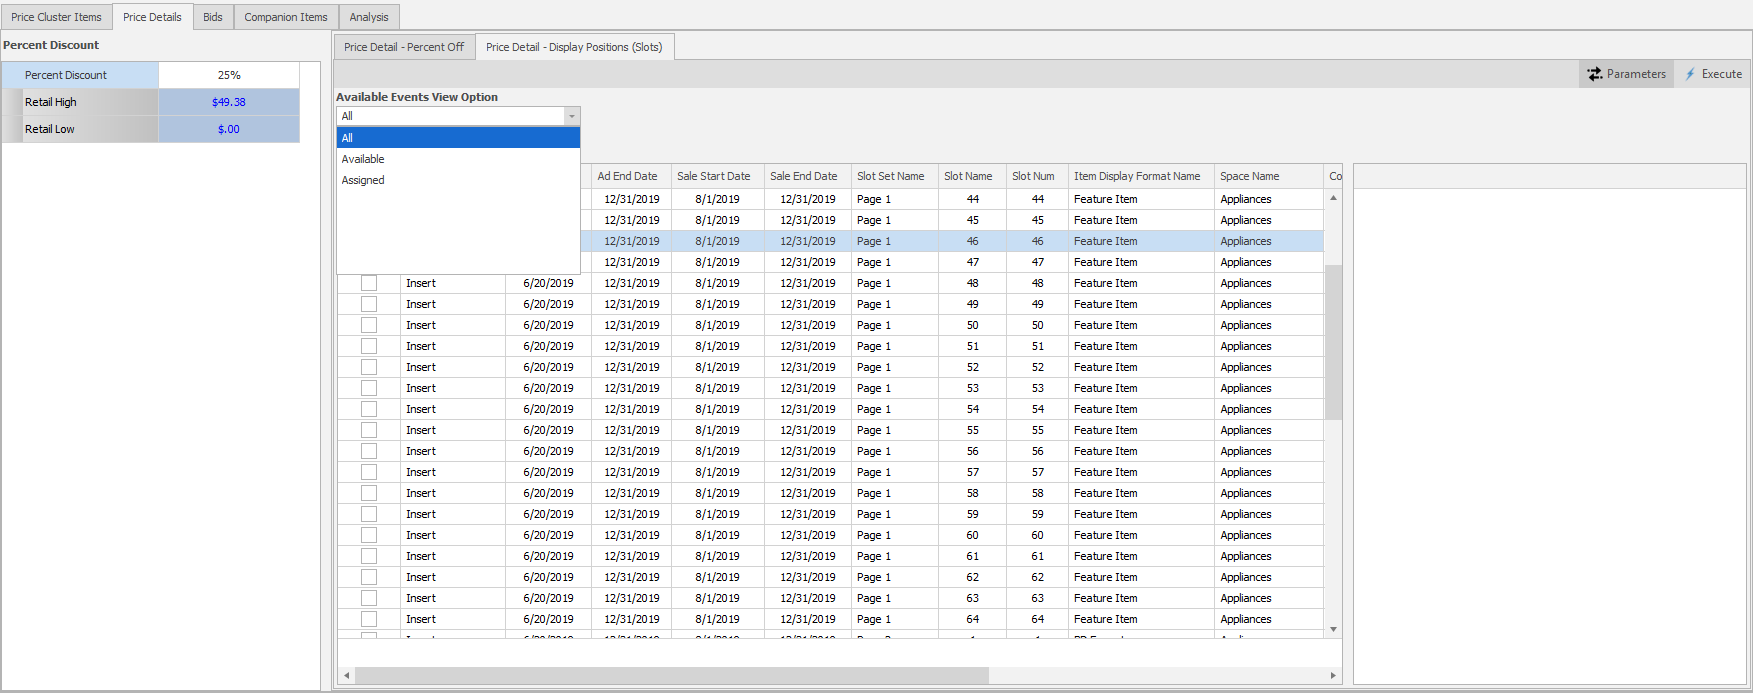 Price Cluster Items Price Details Bids Companion Items Analysis
Percent Discount
Percent Discount 25%
Retail High $49.38
Retail Low $.00
Price Detail - Percent Off Price Detail - Display Positions (Slots)
Parameters Execute
Available Events View Option
All
All
Available
Assigned
Ad End Date Sale Start Date Sale End Date Slot Set Name Slot Name Slot Num Item Display Format Name Space Name Co
12/31/2019 8/1/2019 12/31/2019 Page 1 44 44 Feature Item Appliances
12/31/2019 8/1/2019 12/31/2019 Page 1 45 45 Feature Item Appliances
12/31/2019 8/1/2019 12/31/2019 Page 1 46 46 Feature Item Appliances
12/31/2019 8/1/2019 12/31/2019 Page 1 47 47 Feature Item Appliances
Insert 6/20/2019 12/31/2019 8/1/2019 12/31/2019 Page 1 48 48 Feature Item Appliances
Insert 6/20/2019 12/31/2019 8/1/2019 12/31/2019 Page 1 49 49 Feature Item Appliances
Insert 6/20/2019 12/31/2019 8/1/2019 12/31/2019 Page 1 50 50 Feature Item Appliances
Insert 6/20/2019 12/31/2019 8/1/2019 12/31/2019 Page 1 51 51 Feature Item Appliances
Insert 6/20/2019 12/31/2019 8/1/2019 12/31/2019 Page 1 52 52 Feature Item Appliances
Insert 6/20/2019 12/31/2019 8/1/2019 12/31/2019 Page 1 53 53 Feature Item Appliances
Insert 6/20/2019 12/31/2019 8/1/2019 12/31/2019 Page 1 54 54 Feature Item Appliances
Insert 6/20/2019 12/31/2019 8/1/2019 12/31/2019 Page 1 55 55 Feature Item Appliances
Insert 6/20/2019 12/31/2019 8/1/2019 12/31/2019 Page 1 56 56 Feature Item Appliances
Insert 6/20/2019 12/31/2019 8/1/2019 12/31/2019 Page 1 57 57 Feature Item Appliances
Insert 6/20/2019 12/31/2019 8/1/2019 12/31/2019 Page 1 58 58 Feature Item Appliances
Insert 6/20/2019 12/31/2019 8/1/2019 12/31/2019 Page 1 59 59 Feature Item Appliances
Insert 6/20/2019 12/31/2019 8/1/2019 12/31/2019 Page 1 60 60 Feature Item Appliances
Insert 6/20/2019 12/31/2019 8/1/2019 12/31/2019 Page 1 61 61 Feature Item Appliances
Insert 6/20/2019 12/31/2019 8/1/2019 12/31/2019 Page 1 62 62 Feature Item Appliances
Insert 6/20/2019 12/31/2019 8/1/2019 12/31/2019 Page 1 63 63 Feature Item Appliances
Insert 6/20/2019 12/31/2019 8/1/2019 12/31/2019 Page 1 64 64 Feature Item Appliances